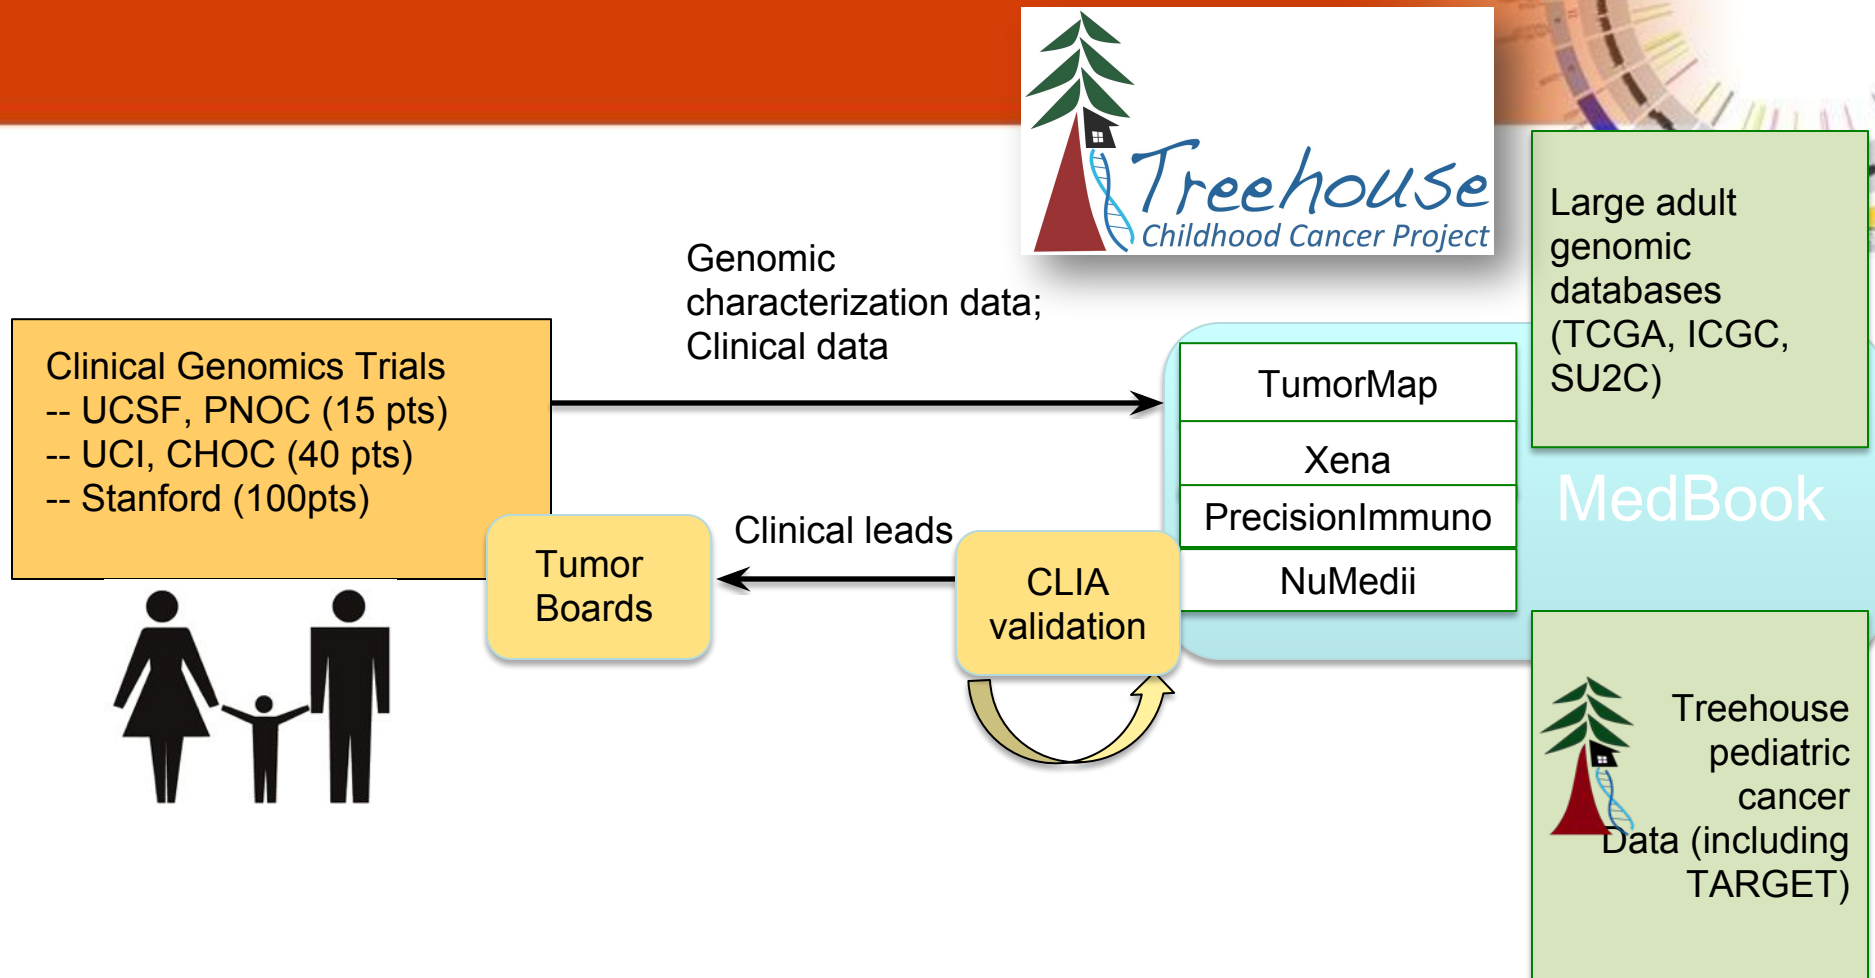 Treehouse
Childhood Cancer Project
Large adult
genomic
databases
(TCGA, ICGC,
SU2C)
Genomic
characterization data;
Clinical data
Clinical Genomics Trials
-- UCSF, PNOC (15 pts)
-- UCI, CHOC (40 pts)
-- Stanford (100pts)
TumorMap
Xena
PrecisionImmuno
NuMedii
MedBook
Clinical leads
Tumor
Boards
CLIA
validation
Treehouse
pediatric
cancer
Data (including
TARGET)